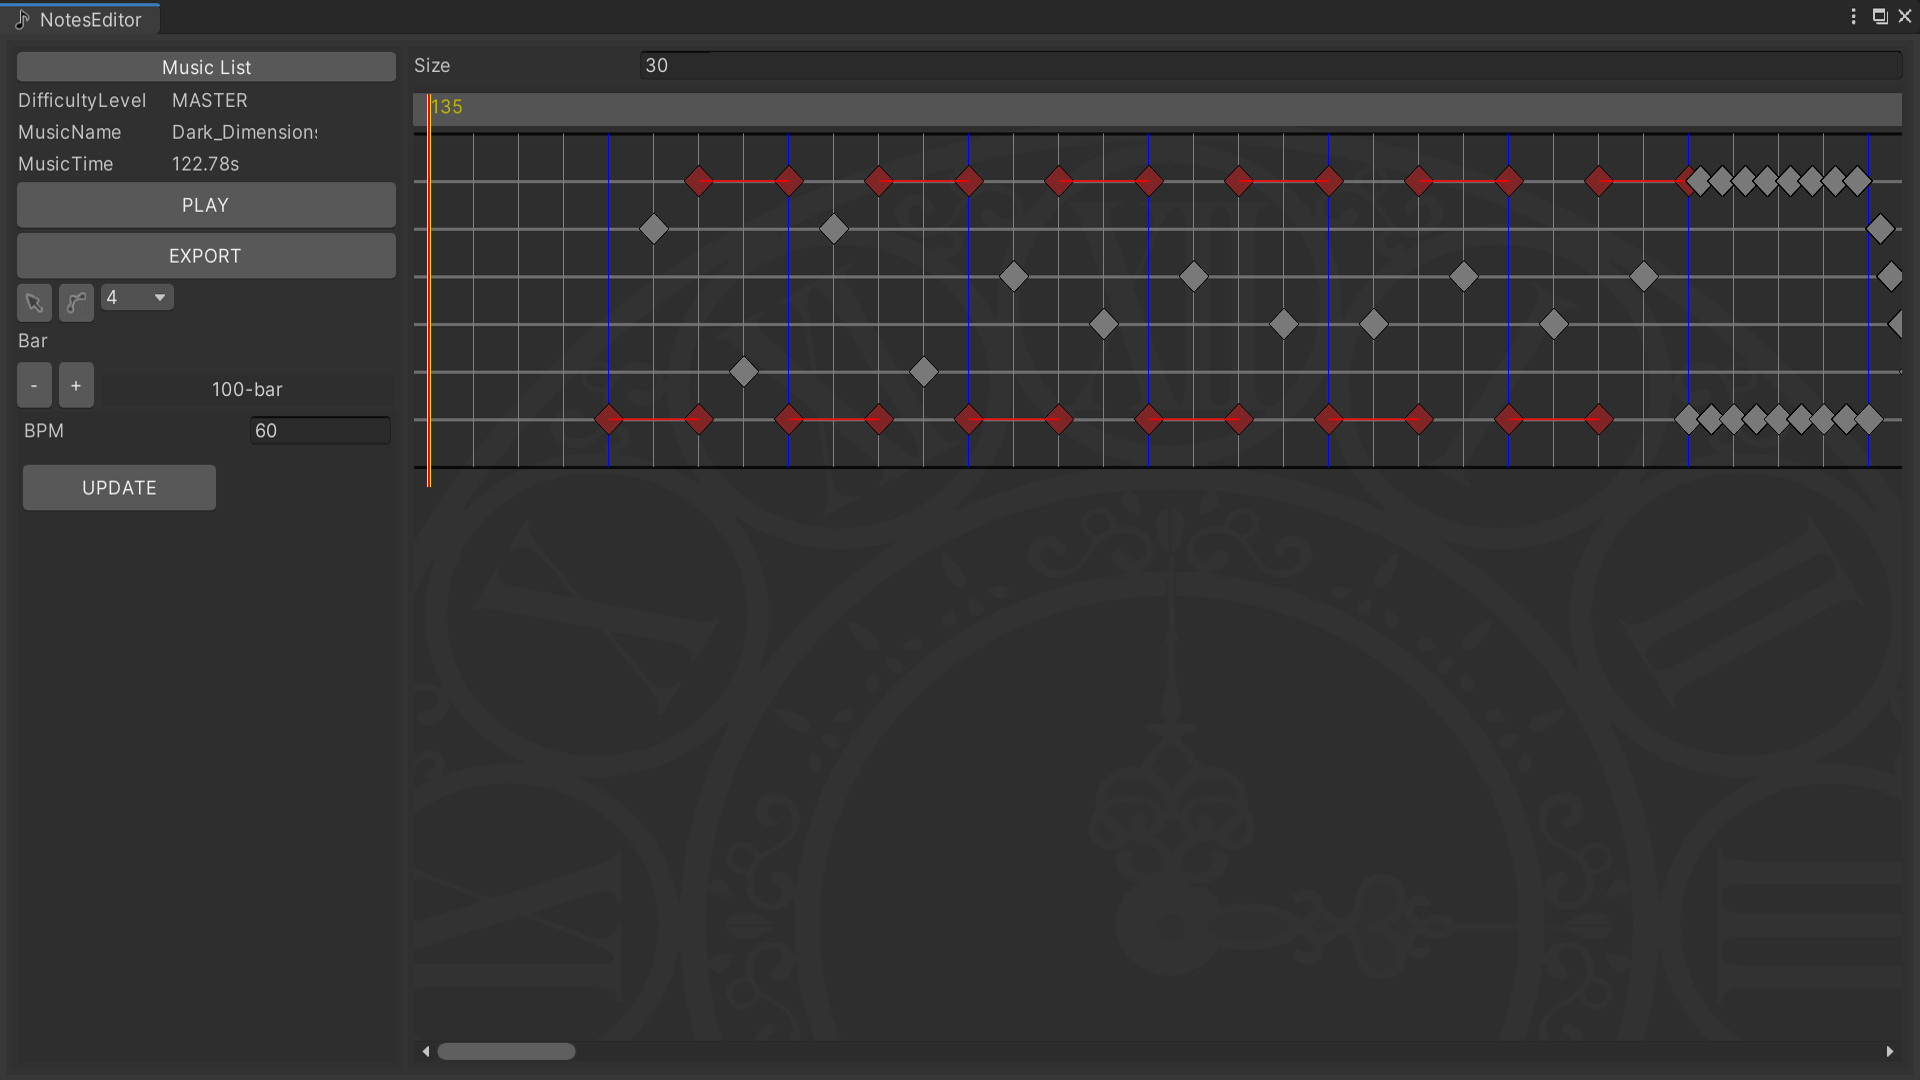 NotesEditor
Music List
DifficultyLevel MASTER
MusicName Dark_Dimension
MusicTime 122.78s
PLAY
EXPORT
4
Bar
- + 100-bar
BPM 60
UPDATE
Size 30
135
XII